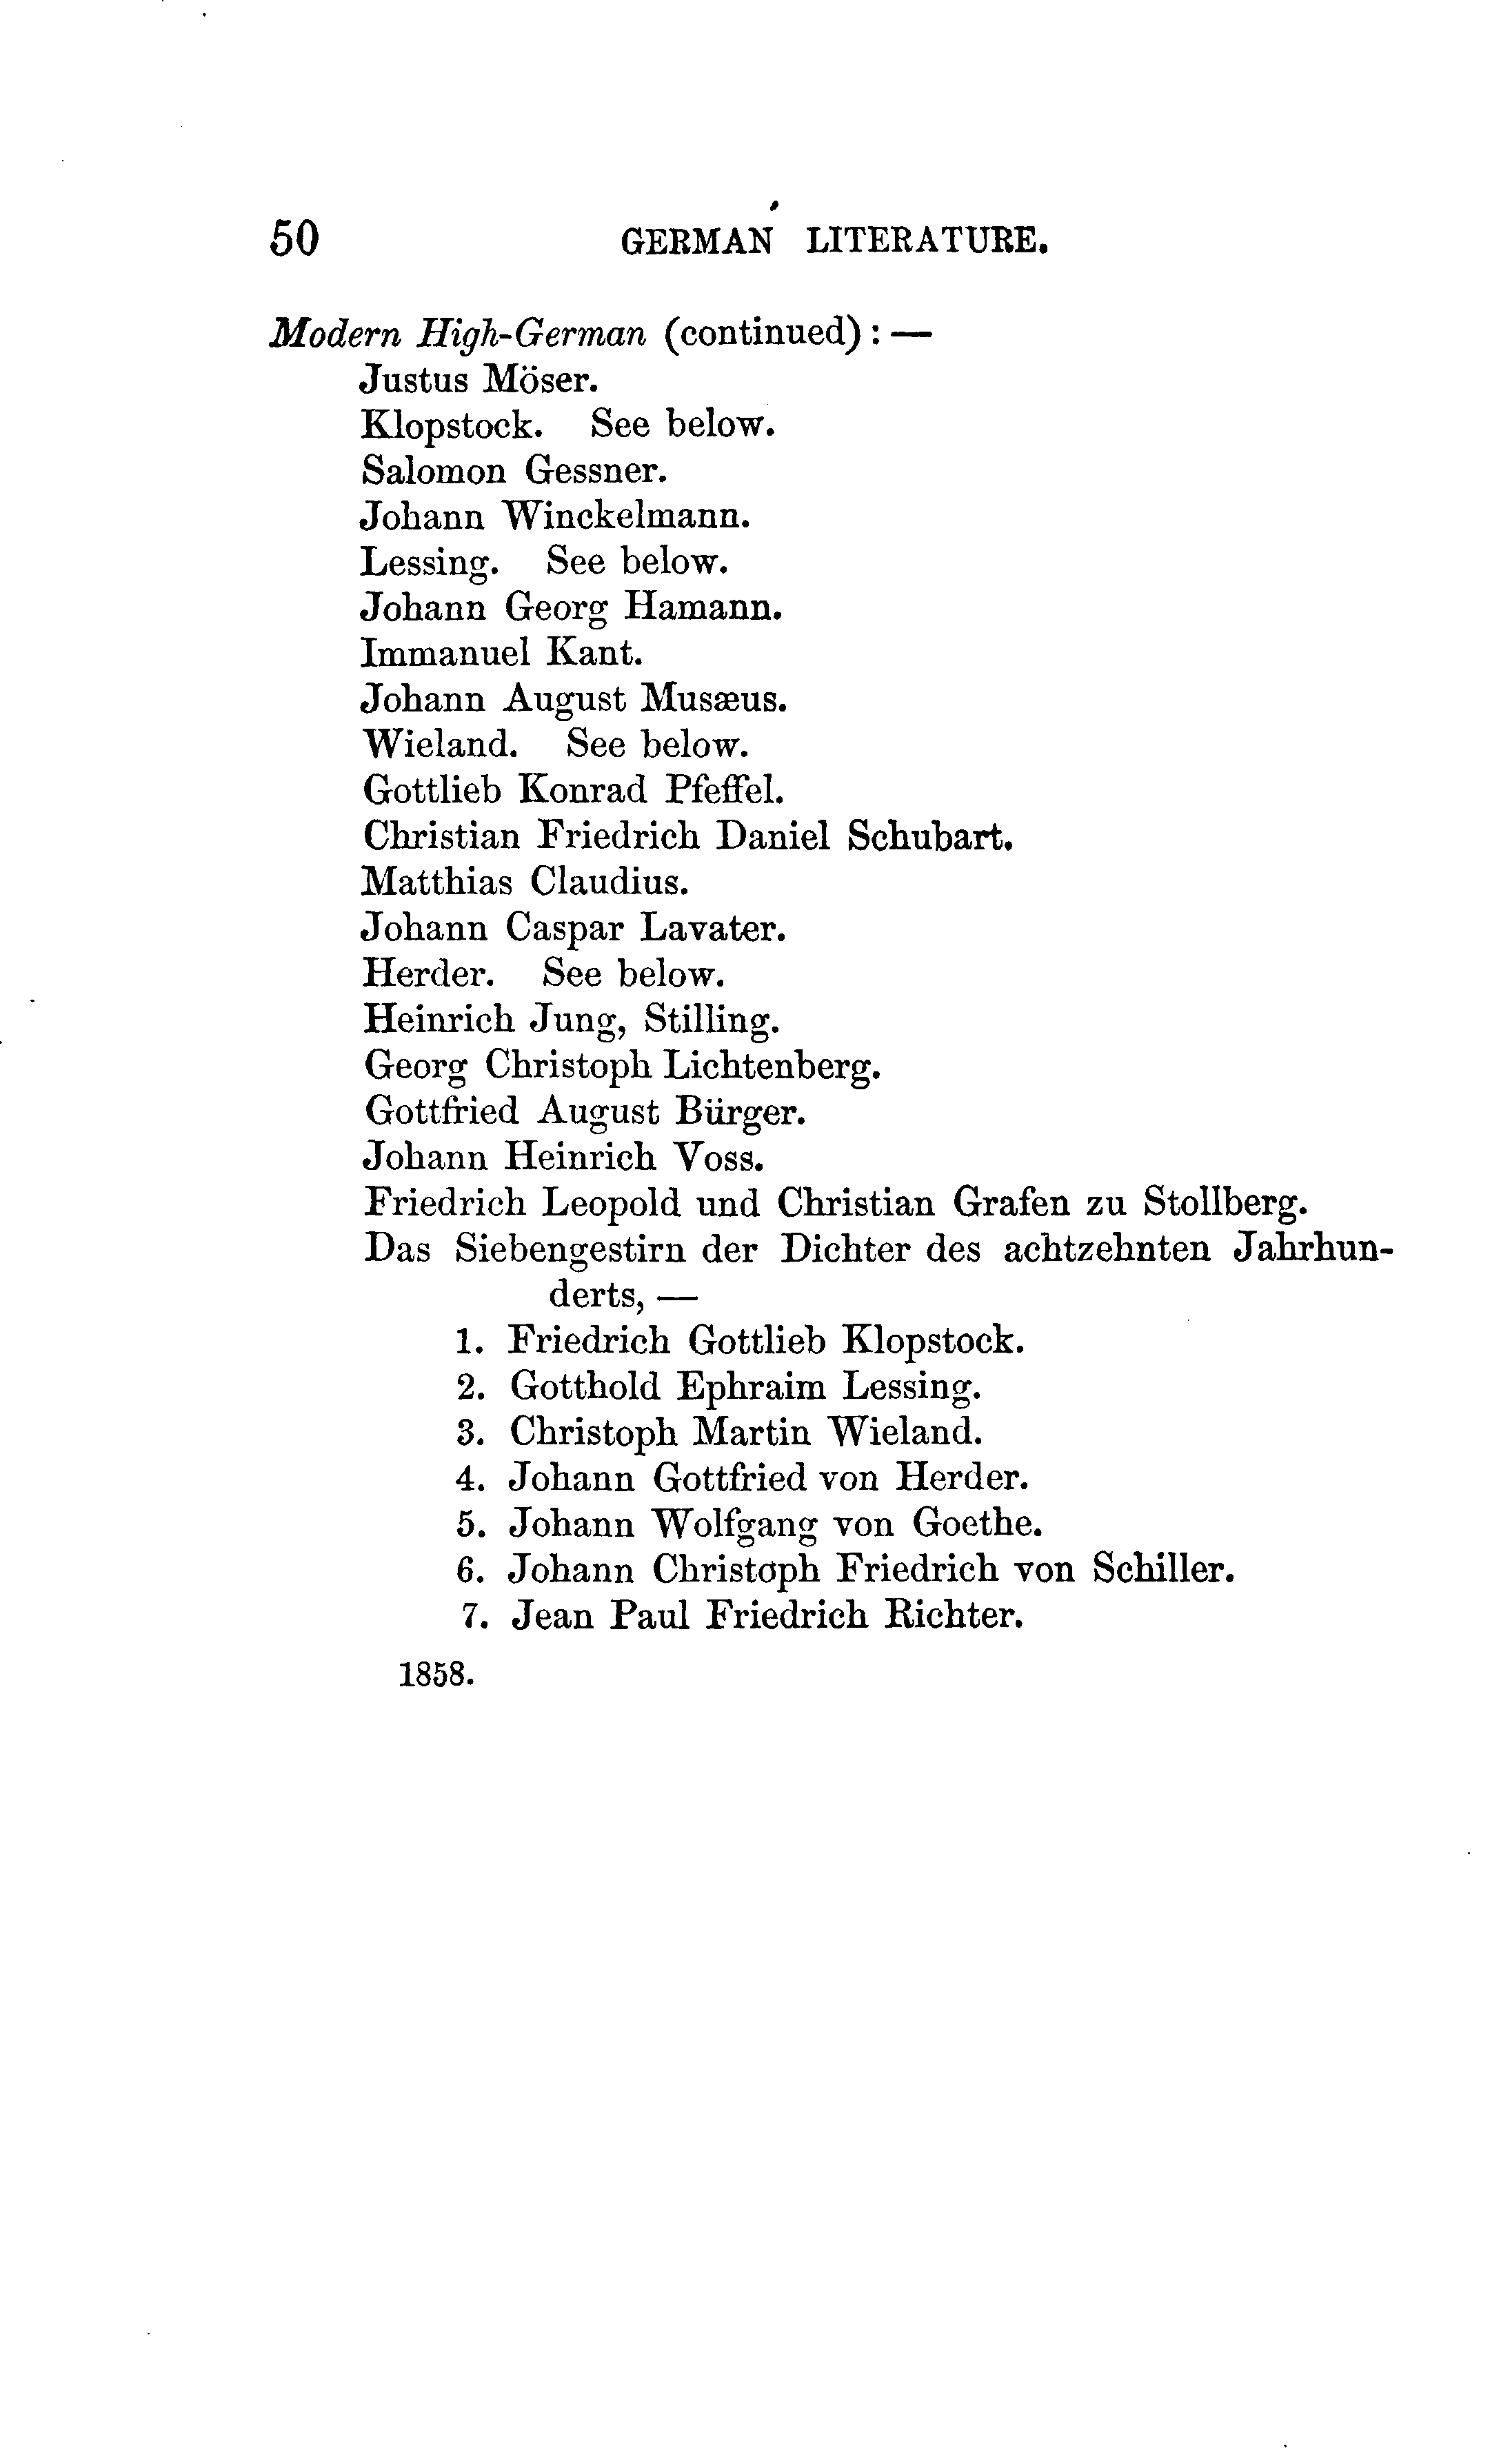 50 GERMAN LITERATURE.
Modern High-German (continued): —
Justus Möser.
Klopstock. See below.
Salomon Gessner.
Johann Winckelmann.
Lessing. See below.
Johann Georg Hamann.
Immanuel Kant.
Johann August Musæus.
Wieland. See below.
Gottlieb Konrad Pfeffel.
Christian Friedrich Daniel Schubart.
Matthias Claudius.
Johann Caspar Lavater.
Herder. See below.
Heinrich Jung, Stilling.
Georg Christoph Lichtenberg.
Gottfried August Bürger.
Johann Heinrich Voss.
Friedrich Leopold und Christian Grafen zu Stollberg.
Das Siebengestirn der Dichter des achtzehnten Jahrhun-
derts, —
1. Friedrich Gottlieb Klopstock.
2. Gotthold Ephraim Lessing.
3. Christoph Martin Wieland.
4. Johann Gottfried von Herder.
5. Johann Wolfgang von Goethe.
6. Johann Christoph Friedrich von Schiller.
7. Jean Paul Friedrich Richter.
1858.